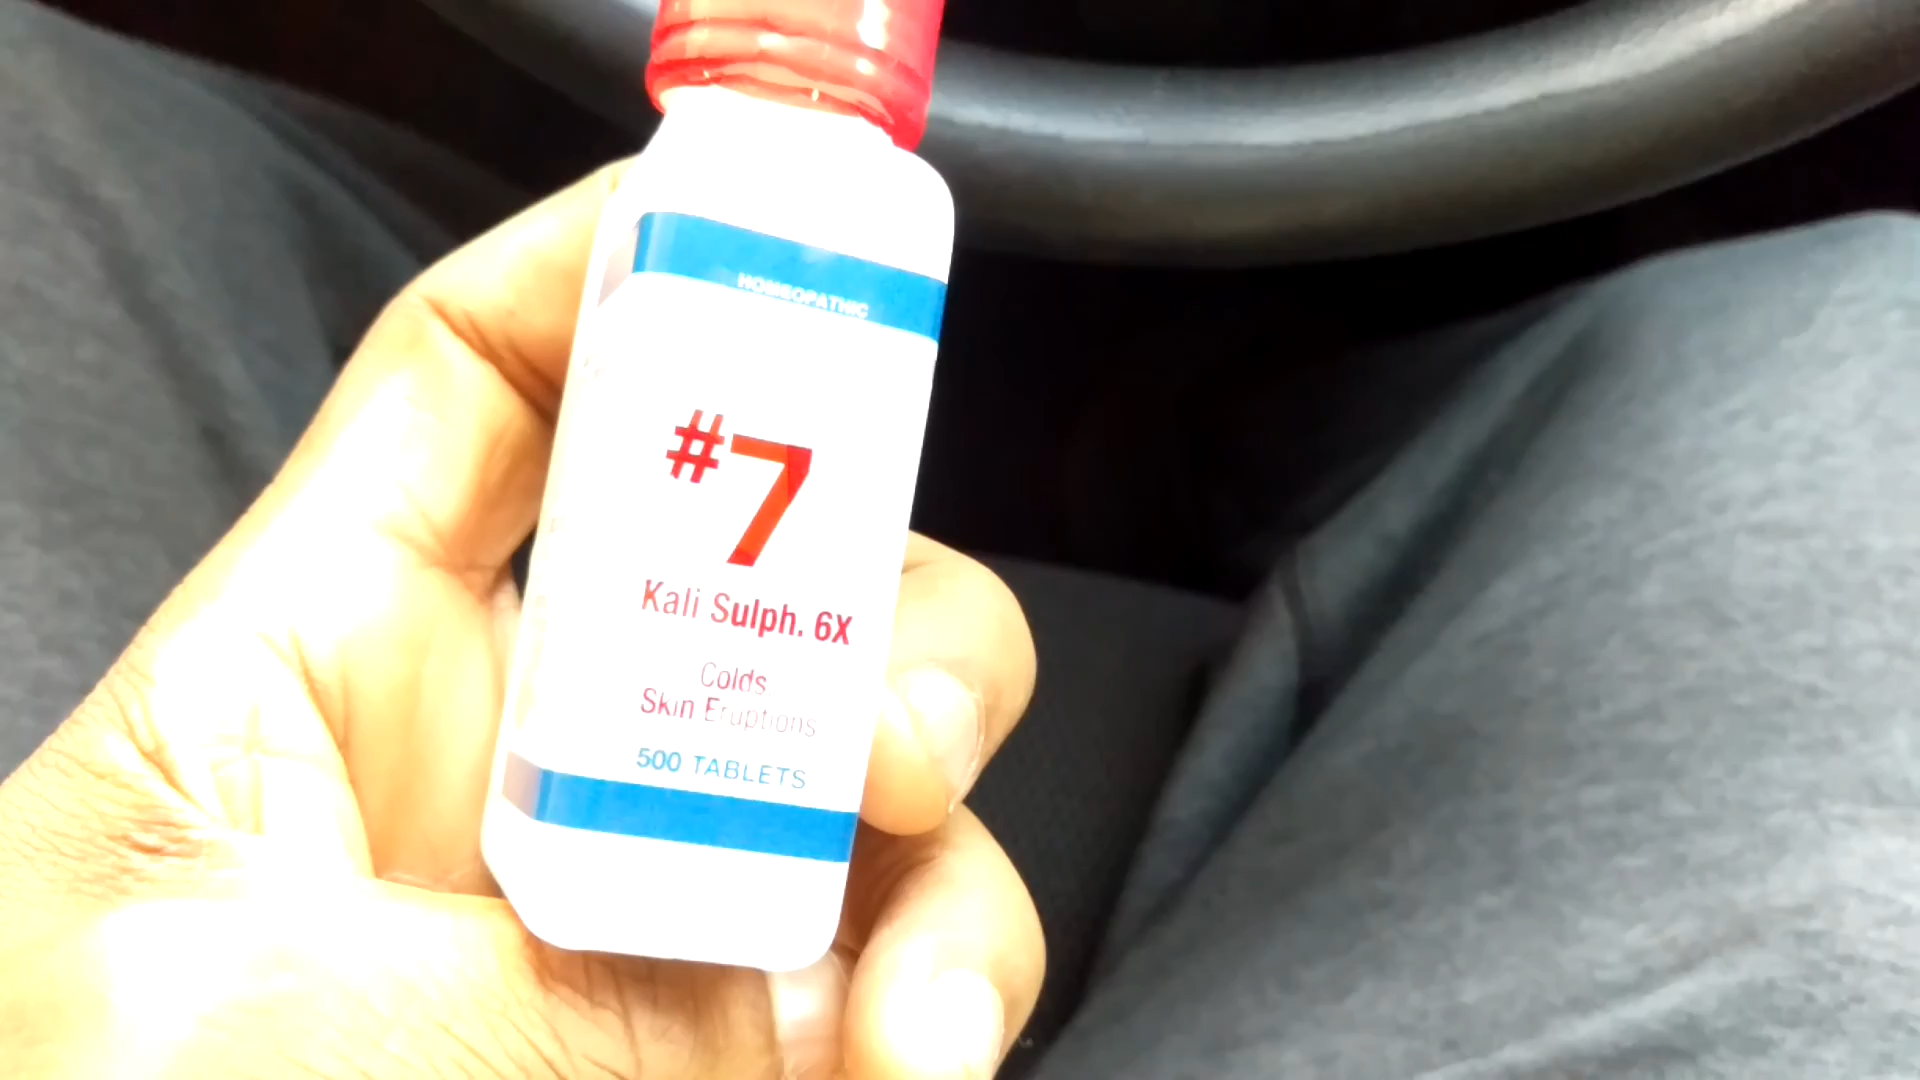 HOMEOPATHIC
#7
Kali Sulph. 6X
Colds,
Skin Eruptions
500 TABLETS